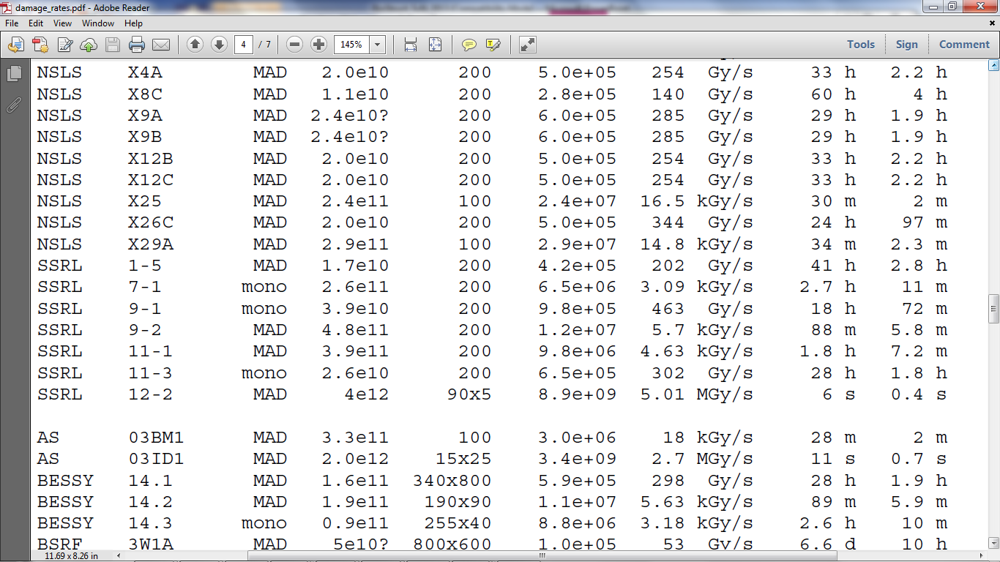 damage_rates.pdf - Adobe Reader
File Edit View Window Help
4 / 7 145% Tools Sign Comment
NSLS X4A MAD 2.0e10 200 5.0e+05 254 Gy/s 33 h 2.2 h
NSLS X8C MAD 1.1e10 200 2.8e+05 140 Gy/s 60 h 4 h
NSLS X9A MAD 2.4e10? 200 6.0e+05 285 Gy/s 29 h 1.9 h
NSLS X9B MAD 2.4e10? 200 6.0e+05 285 Gy/s 29 h 1.9 h
NSLS X12B MAD 2.0e10 200 5.0e+05 254 Gy/s 33 h 2.2 h
NSLS X12C MAD 2.0e10 200 5.0e+05 254 Gy/s 33 h 2.2 h
NSLS X25 MAD 2.4e11 100 2.4e+07 16.5 kGy/s 30 m 2 m
NSLS X26C MAD 2.0e10 200 5.0e+05 344 Gy/s 24 h 97 m
NSLS X29A MAD 2.9e11 100 2.9e+07 14.8 kGy/s 34 m 2.3 m
SSRL 1-5 MAD 1.7e10 200 4.2e+05 202 Gy/s 41 h 2.8 h
SSRL 7-1 mono 2.6e11 200 6.5e+06 3.09 kGy/s 2.7 h 11 m
SSRL 9-1 mono 3.9e10 200 9.8e+05 463 Gy/s 18 h 72 m
SSRL 9-2 MAD 4.8e11 200 1.2e+07 5.7 kGy/s 88 m 5.8 m
SSRL 11-1 MAD 3.9e11 200 9.8e+06 4.63 kGy/s 1.8 h 7.2 m
SSRL 11-3 mono 2.6e10 200 6.5e+05 302 Gy/s 28 h 1.8 h
SSRL 12-2 MAD 4e12 90x5 8.9e+09 5.01 MGy/s 6 s 0.4 s
AS 03BM1 MAD 3.3e11 100 3.0e+06 18 kGy/s 28 m 2 m
AS 03ID1 MAD 2.0e12 15x25 3.4e+09 2.7 MGy/s 11 s 0.7 s
BESSY 14.1 MAD 1.6e11 340x800 5.9e+05 298 Gy/s 28 h 1.9 h
BESSY 14.2 MAD 1.9e11 190x90 1.1e+07 5.63 kGy/s 89 m 5.9 m
BESSY 14.3 mono 0.9e11 255x40 8.8e+06 3.18 kGy/s 2.6 h 10 m
BSRF 3W1A MAD 5e10? 800x600 1.0e+05 53 Gy/s 6.6 d 10 h
11.69 x 8.26 in